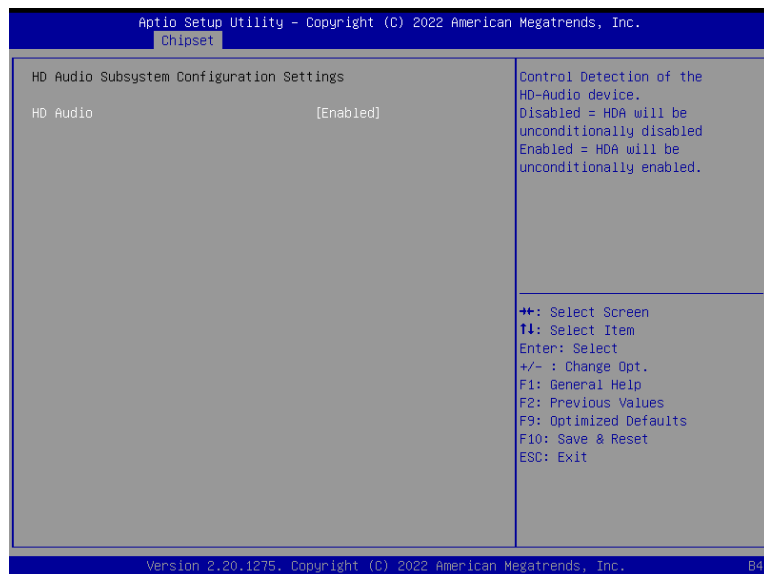 Aptio Setup Utility – Copyright (C) 2022 American Megatrends, Inc.
Chipset
HD Audio Subsystem Configuration Settings
HD Audio [Enabled]
Control Detection of the
HD-Audio device.
Disabled = HDA will be
unconditionally disabled
Enabled = HDA will be
unconditionally enabled.
→←: Select Screen
↑↓: Select Item
Enter: Select
+/- : Change Opt.
F1: General Help
F2: Previous Values
F9: Optimized Defaults
F10: Save & Reset
ESC: Exit
Version 2.20.1275. Copyright (C) 2022 American Megatrends, Inc.
B4